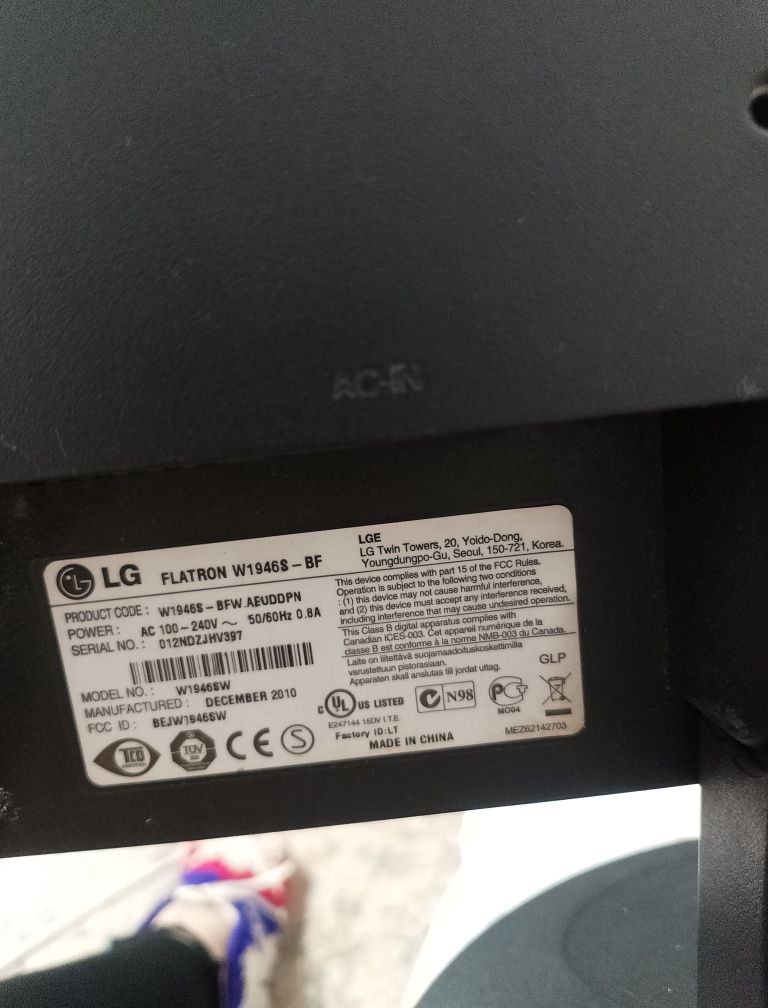 AC-IN
LG FLATRON W1946S-BF
LGE
LG Twin Towers, 20, Yoido-Dong,
Youngdungpo-Gu, Seoul, 150-721, Korea.
PRODUCT CODE : W1946S-BFW.AEUDDPN
POWER : AC 100-240V ~ 50/60Hz 0.8A
SERIAL NO. : 012NDZJHV397
MODEL NO. : W1946SW
MANUFACTURED : DECEMBER 2010
FCC ID : BEJW1946SW
TCO
TÜV
CE
S
This device complies with part 15 of the FCC Rules.
Operation is subject to the following two conditions
: (1) this device may not cause harmful interference,
and (2) this device must accept any interference received,
including interference that may cause undesired operation.
This Class B digital apparatus complies with
Canadian ICES-003. Cet appareil numérique de la
classe B est conforme à la norme NMB-003 du Canada.
Laite on liitettävä suojamaadoituskoskettimilla
varustettuun pistorasiaan.
Apparaten skall anslutas till jordat uttag.
GLP
c UL US LISTED
N98
E247144 15DV I.T.E.
MO04
Factory ID:LT
MADE IN CHINA
MEZ62142703